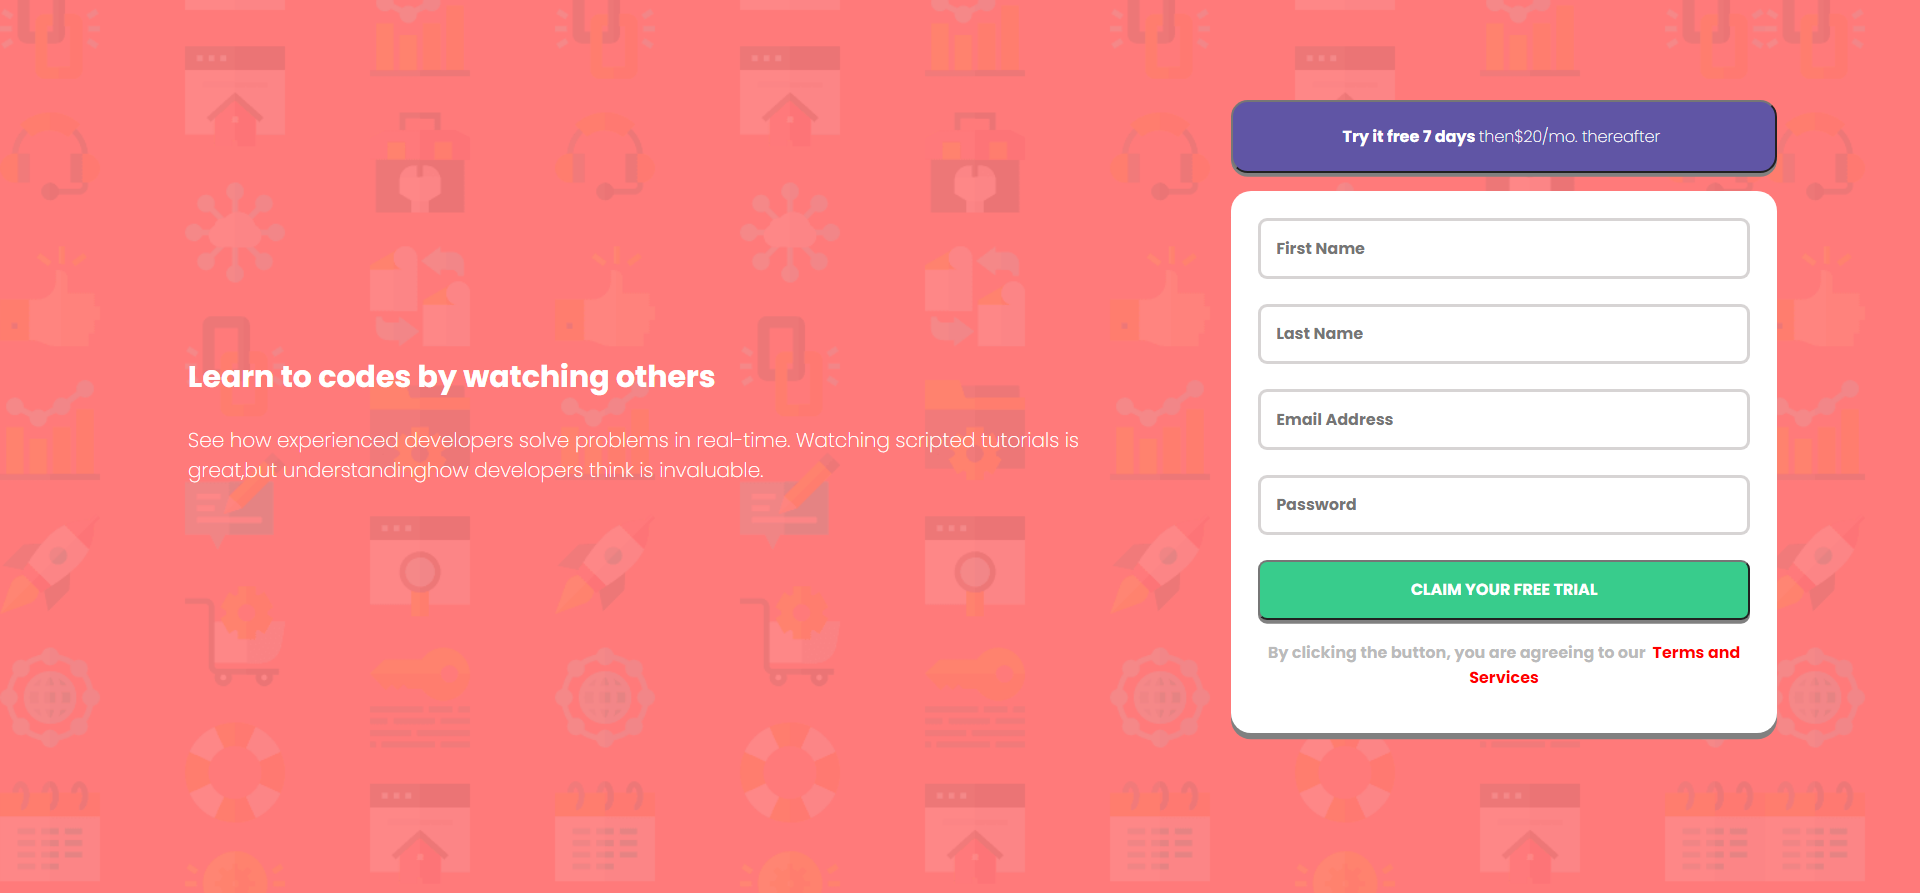 Try it free 7 days then$20/mo. thereafter
Learn to codes by watching others
See how experienced developers solve problems in real-time. Watching scripted tutorials is
great,but understandinghow developers think is invaluable.
First Name
Last Name
Email Address
Password
CLAIM YOUR FREE TRIAL
By clicking the button, you are agreeing to our Terms and
Services